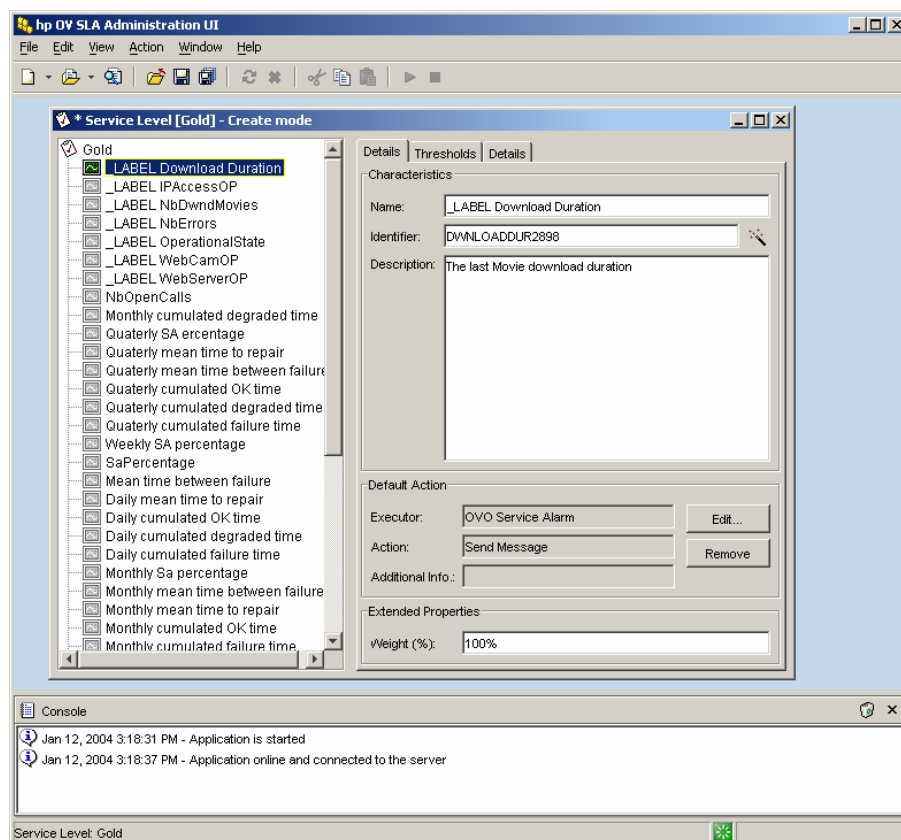 hp OV SLA Administration UI
File Edit View Action Window Help
* Service Level [Gold] - Create mode
Gold
_LABEL Download Duration
_LABEL IPAccessOP
_LABEL NbDwndMovies
_LABEL NbErrors
_LABEL OperationalState
_LABEL WebCamOP
_LABEL WebServerOP
NbOpenCalls
Monthly cumulated degraded time
Quaterly SA ercentage
Quaterly mean time to repair
Quaterly mean time between failure
Quaterly cumulated OK time
Quaterly cumulated degraded time
Quaterly cumulated failure time
Weekly SA percentage
SaPercentage
Mean time between failure
Daily mean time to repair
Daily cumulated OK time
Daily cumulated degraded time
Daily cumulated failure time
Monthly Sa percentage
Monthly mean time between failure
Monthly mean time to repair
Monthly cumulated OK time
Monthly cumulated failure time
Details Thresholds Details
Characteristics
Name: _LABEL Download Duration
Identifier: DWNLOADDUR2898
Description: The last Movie download duration
Default Action
Executor: OVO Service Alarm Edit...
Action: Send Message Remove
Additional Info.:
Extended Properties
Weight (%): 100%
Console
Jan 12, 2004 3:18:31 PM - Application is started
Jan 12, 2004 3:18:37 PM - Application online and connected to the server
Service Level: Gold